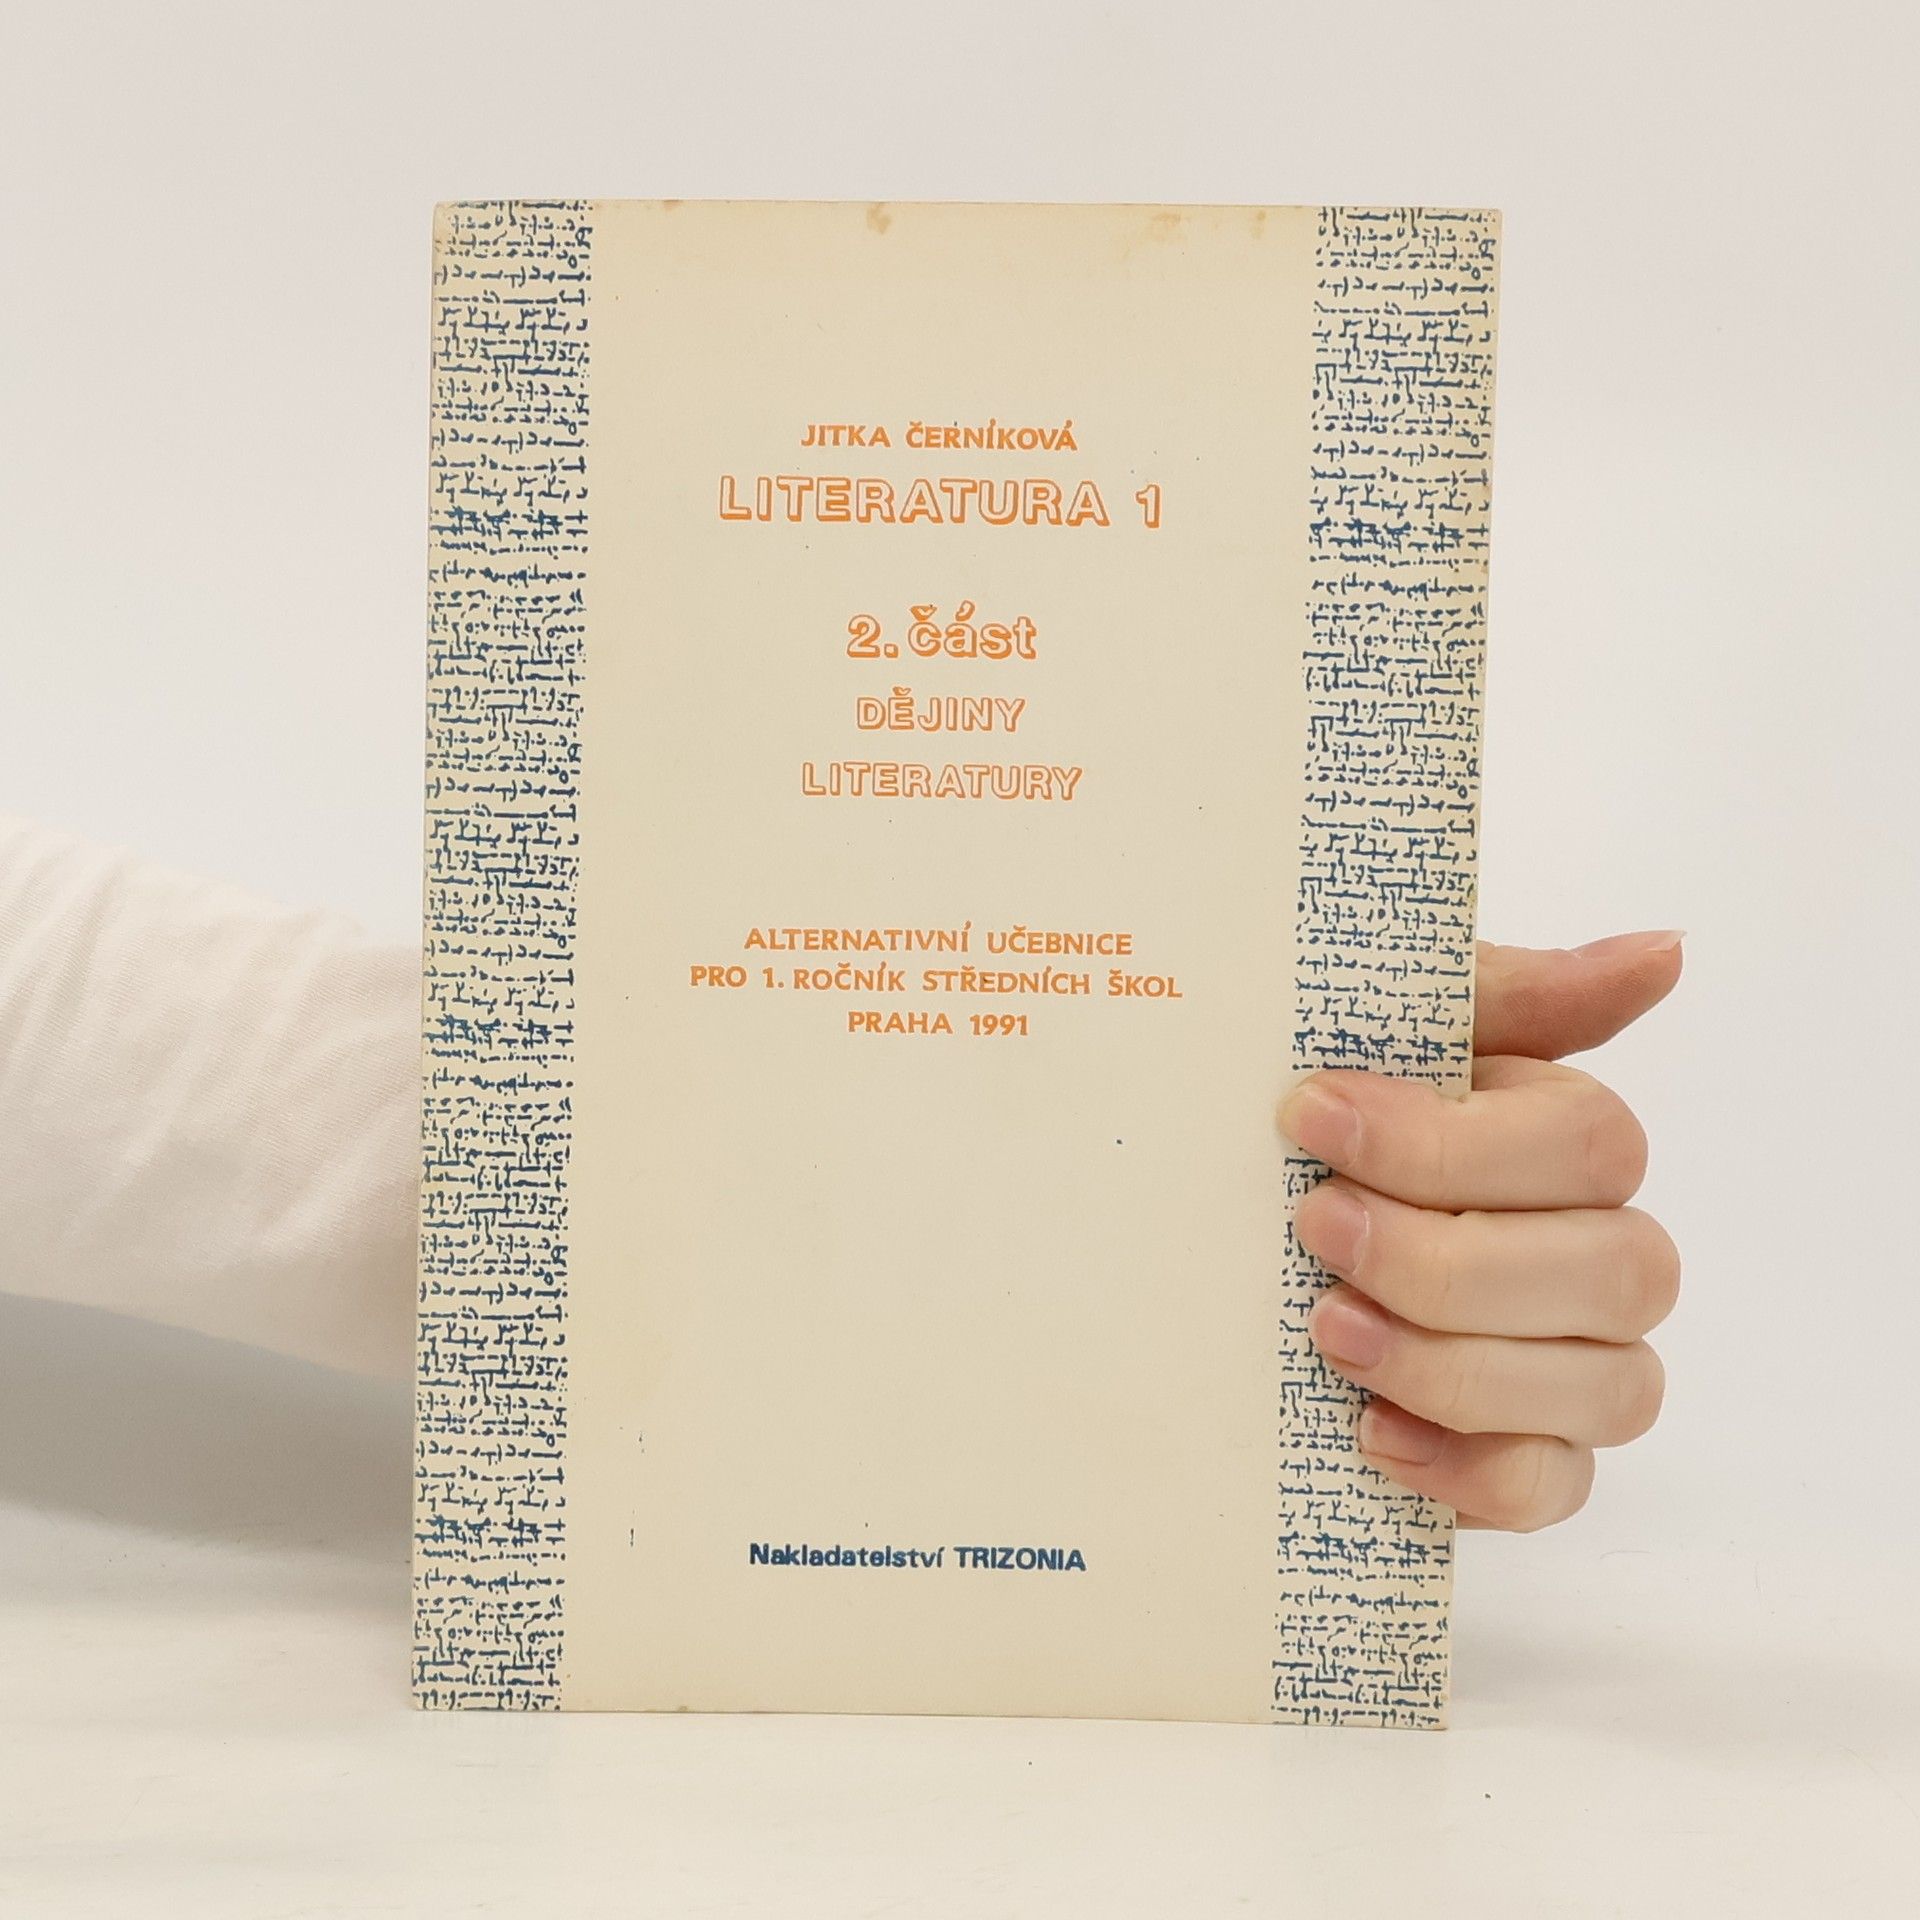 JITKA ČERNÍKOVÁ
LITERATURA 1
2. část
DĚJINY
LITERATURY
ALTERNATIVNÍ UČEBNICE
PRO 1. ROČNÍK STŘEDNÍCH ŠKOL
PRAHA 1991
Nakladatelství TRIZONIA